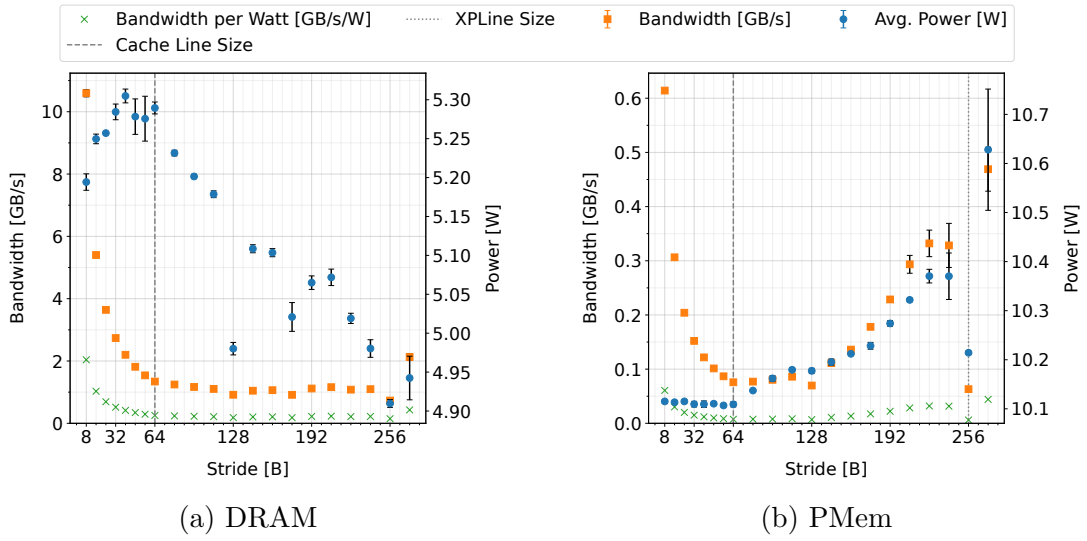 Bandwidth per Watt [GB/s/W] XPLine Size Bandwidth [GB/s] Avg. Power [W]
Cache Line Size
10
8
6
4
2
0
Bandwidth [GB/s]
5.30
5.25
5.20
5.15
5.10
5.05
5.00
4.95
4.90
Power [W]
8 32 64 128 192 256
Stride [B]
(a) DRAM
0.6
0.5
0.4
0.3
0.2
0.1
0.0
Bandwidth [GB/s]
10.7
10.6
10.5
10.4
10.3
10.2
10.1
Power [W]
8 32 64 128 192 256
Stride [B]
(b) PMem